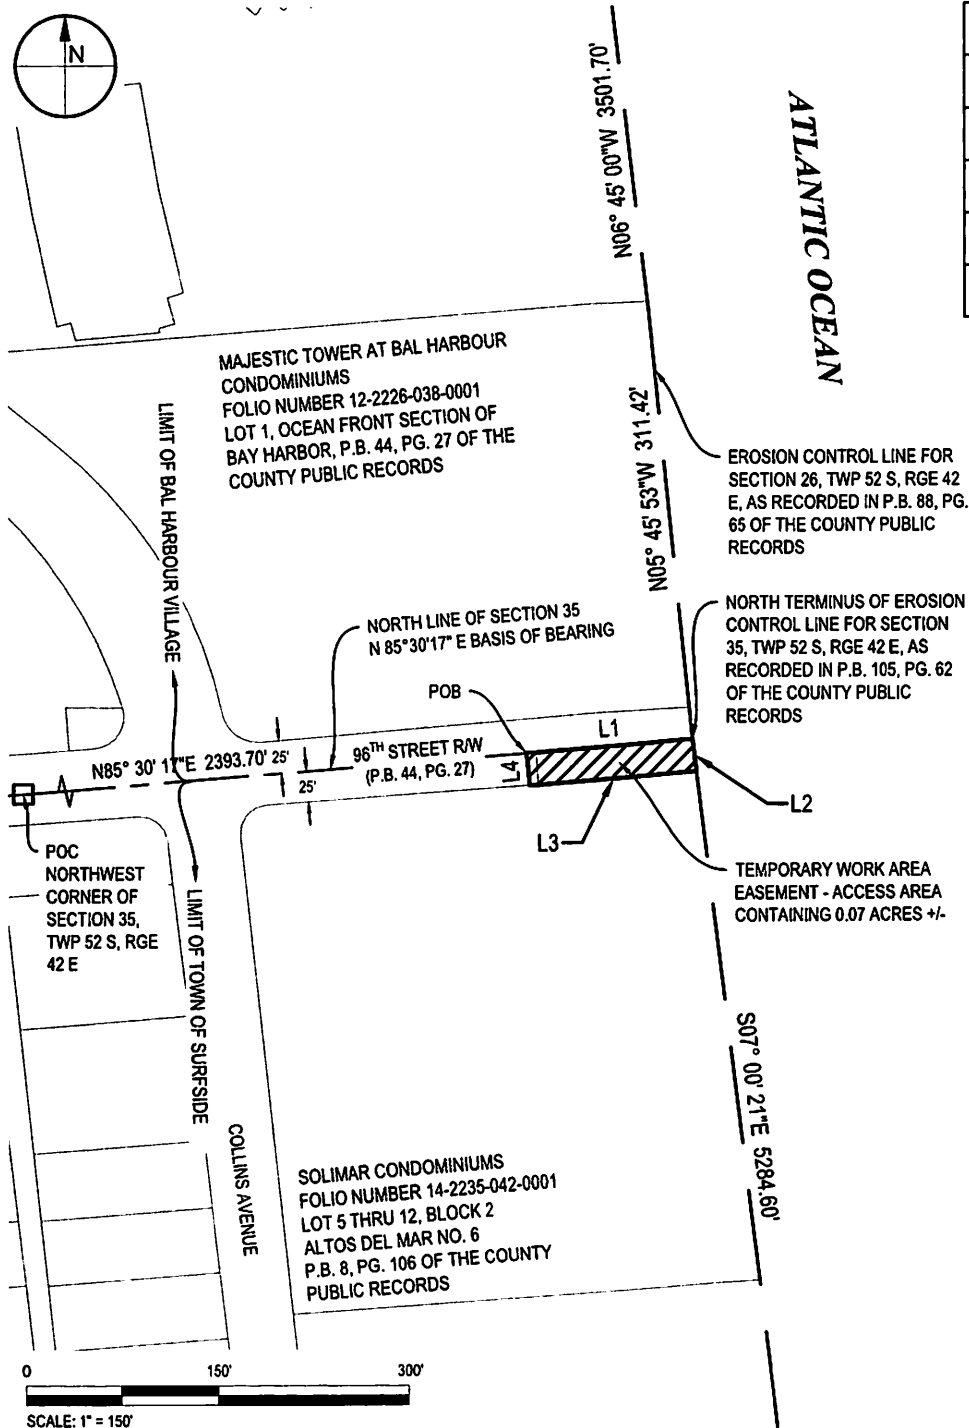 N
N06° 45' 00"W 3501.70'
ATLANTIC OCEAN
MAJESTIC TOWER AT BAL HARBOUR
CONDOMINIUMS
FOLIO NUMBER 12-2226-038-0001
LOT 1, OCEAN FRONT SECTION OF
BAY HARBOR, P.B. 44, PG. 27 OF THE
COUNTY PUBLIC RECORDS
LIMIT OF BAL HARBOUR VILLAGE
N05° 45' 53"W 311.42'
EROSION CONTROL LINE FOR
SECTION 26, TWP 52 S, RGE 42
E, AS RECORDED IN P.B. 88, PG.
65 OF THE COUNTY PUBLIC
RECORDS
NORTH LINE OF SECTION 35
N 85°30'17" E BASIS OF BEARING
NORTH TERMINUS OF EROSION
CONTROL LINE FOR SECTION
35, TWP 52 S, RGE 42 E, AS
RECORDED IN P.B. 105, PG. 62
OF THE COUNTY PUBLIC
RECORDS
POB
L1
N85° 30' 17"E 2393.70'
25'
25'
96TH STREET R/W
(P.B. 44, PG. 27)
L4
L2
L3
POC
NORTHWEST
CORNER OF
SECTION 35,
TWP 52 S, RGE
42 E
LIMIT OF TOWN OF SURFSIDE
TEMPORARY WORK AREA
EASEMENT - ACCESS AREA
CONTAINING 0.07 ACRES +/-
S07° 00' 21"E 5284.60'
COLLINS AVENUE
SOLIMAR CONDOMINIUMS
FOLIO NUMBER 14-2235-042-0001
LOT 5 THRU 12, BLOCK 2
ALTOS DEL MAR NO. 6
P.B. 8, PG. 106 OF THE COUNTY
PUBLIC RECORDS
0 150' 300'
SCALE: 1" = 150'